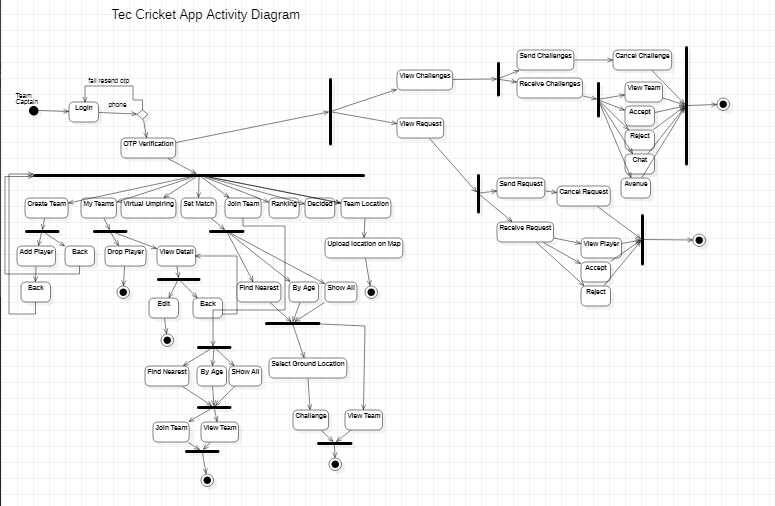 Tec Cricket App Activity Diagram
Send Challenges
Cancel Challenge
View Challenges
Receive Challenges
fail resend otp
View Team
Team
Captain
Login
phone
Accept
View Request
Reject
OTP Verification
Chat
Avenue
Send Request
Cancel Request
Create Team
My Teams
Virtual Umpiring
Set Match
Join Team
Ranking
Decided
Team Location
Receive Request
View Player
Add Player
Back
Drop Player
View Detail
Upload location on Map
Accept
Back
Find Nearest
By Age
Show All
Reject
Edit
Back
Select Ground Location
Find Nearest
By Age
SHow All
Challenge
View Team
Join Team
View Team